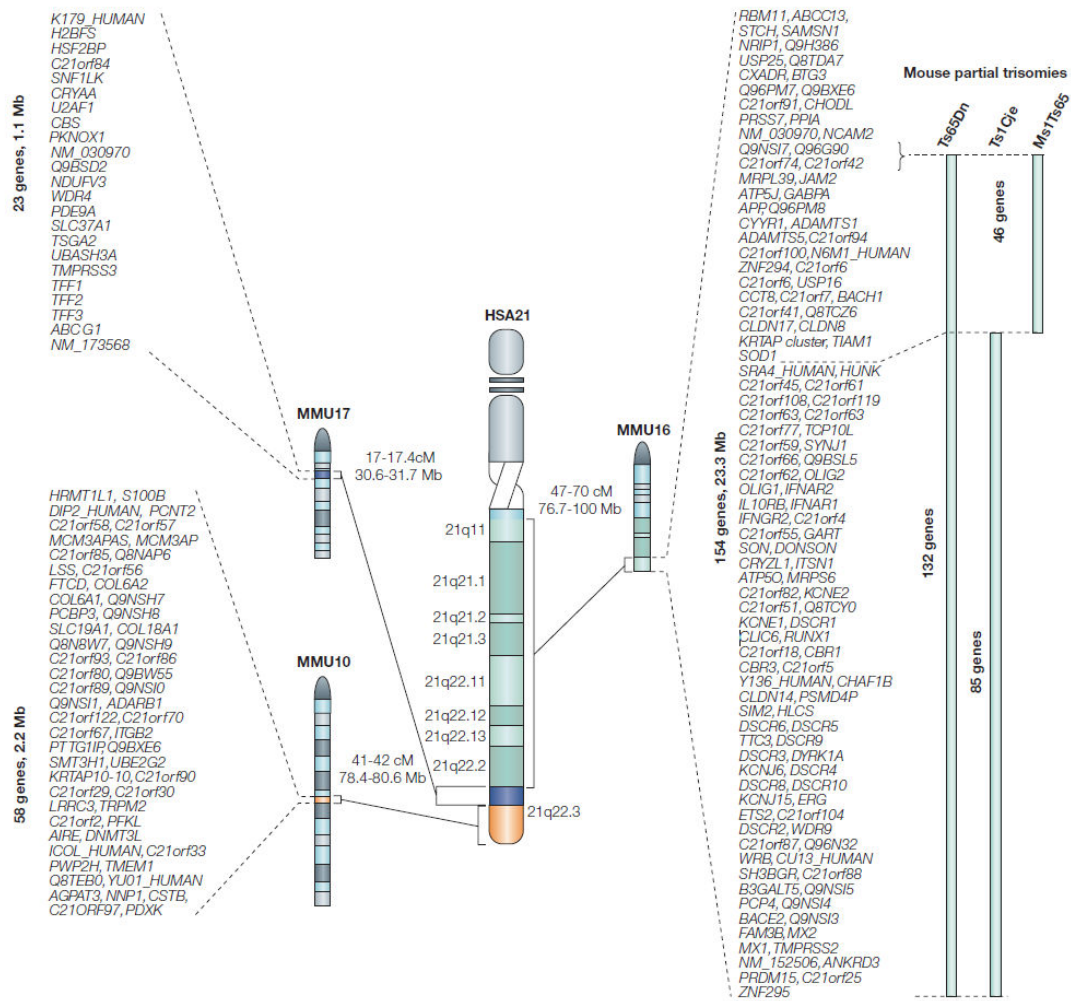 K179_HUMAN
H2BFS
HSF2BP
C21orf84
SNF1LK
CRYAA
U2AF1
CBS
PKNOX1
NM_030970
Q9BSD2
NDUFV3
WDR4
PDE9A
SLC37A1
TSGA2
UBASH3A
TMPRSS3
TFF1
TFF2
TFF3
ABCG1
NM_173568
23 genes, 1.1 Mb
HRMT1L1, S100B
DIP2_HUMAN, PCNT2
C21orf58, C21orf57
MCM3APAS, MCM3AP
C21orf85, Q8NAP6
LSS, C21orf56
FTCD, COL6A2
COL6A1, Q9NSH7
PCBP3, Q9NSH8
SLC19A1, COL18A1
Q8N8W7, Q9NSH9
C21orf93, C21orf86
C21orf80, Q9BW55
C21orf89, Q9NSI0
Q9NSI1, ADARB1
C21orf122, C21orf70
C21orf67, ITGB2
PTTG1IP, Q9BXE6
SMT3H1, UBE2G2
KRTAP10-10, C21orf90
C21orf29, C21orf30
LRRC3, TRPM2
C21orf2, PFKL
AIRE, DNMT3L
ICOL_HUMAN, C21orf33
PWP2H, TMEM1
Q8TEB0, YU01_HUMAN
AGPAT3, NNP1, CSTB,
C21ORF97, PDXK
58 genes, 2.2 Mb
MMU17
17-17.4cM
30.6-31.7 Mb
MMU10
41-42 cM
78.4-80.6 Mb
HSA21
21q11
21q21.1
21q21.2
21q21.3
21q22.11
21q22.12
21q22.13
21q22.2
21q22.3
MMU16
47-70 cM
76.7-100 Mb
154 genes, 23.3 Mb
RBM11, ABCC13,
STCH, SAMSN1
NRIP1, Q9H386
USP25, Q8TDA7
CXADR, BTG3
Q96PM7, Q9BXE6
C21orf91, CHODL
PRSS7, PPIA
NM_030970, NCAM2
Q9NSI7, Q96G90
C21orf74, C21orf42
MRPL39, JAM2
ATP5J, GABPA
APP, Q96PM8
CYYR1, ADAMTS1
ADAMTS5, C21orf94
C21orf100, N6M1_HUMAN
ZNF294, C21orf6
C21orf6, USP16
CCT8, C21orf7, BACH1
C21orf41, Q8TCZ6
CLDN17, CLDN8
KRTAP cluster, TIAM1
SOD1
SRA4_HUMAN, HUNK
C21orf45, C21orf61
C21orf108, C21orf119
C21orf63, C21orf63
C21orf77, TCP10L
C21orf59, SYNJ1
C21orf66, Q9BSL5
C21orf62, OLIG2
OLIG1, IFNAR2
IL10RB, IFNAR1
IFNGR2, C21orf4
C21orf55, GART
SON, DONSON
CRYZL1, ITSN1
ATP5O, MRPS6
C21orf82, KCNE2
C21orf51, Q8TCY0
KCNE1, DSCR1
CLIC6, RUNX1
C21orf18, CBR1
CBR3, C21orf5
Y136_HUMAN, CHAF1B
CLDN14, PSMD4P
SIM2, HLCS
DSCR6, DSCR5
TTC3, DSCR9
DSCR3, DYRK1A
KCNJ6, DSCR4
DSCR8, DSCR10
KCNJ15, ERG
ETS2, C21orf104
DSCR2, WDR9
C21orf87, Q96N32
WRB, CU13_HUMAN
SH3BGR, C21orf88
B3GALT5, Q9NSI5
PCP4, Q9NSI4
BACE2, Q9NSI3
FAM3B, MX2
MX1, TMPRSS2
NM_152506, ANKRD3
PRDM15, C21orf25
ZNF295
Mouse partial trisomies
Ts65Dn
Ts1Cje
Ms1Ts65
46 genes
132 genes
85 genes